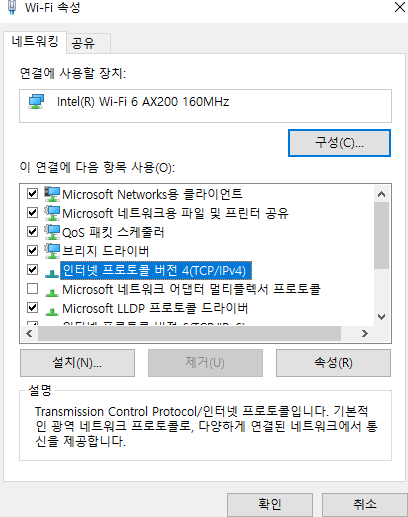 Wi-Fi 속성
네트워킹
공유
연결에 사용할 장치:
Intel(R) Wi-Fi 6 AX200 160MHz
구성(C)...
이 연결에 다음 항목 사용(O):
Microsoft Networks용 클라이언트
Microsoft 네트워크용 파일 및 프린터 공유
QoS 패킷 스케줄러
브리지 드라이버
인터넷 프로토콜 버전 4(TCP/IPv4)
Microsoft 네트워크 어댑터 멀티플렉서 프로토콜
Microsoft LLDP 프로토콜 드라이버
설치(N)...
제거(U)
속성(R)
설명
Transmission Control Protocol/인터넷 프로토콜입니다. 기본적
인 광역 네트워크 프로토콜로, 다양하게 연결된 네트워크에서 통
신을 제공합니다.
확인
취소